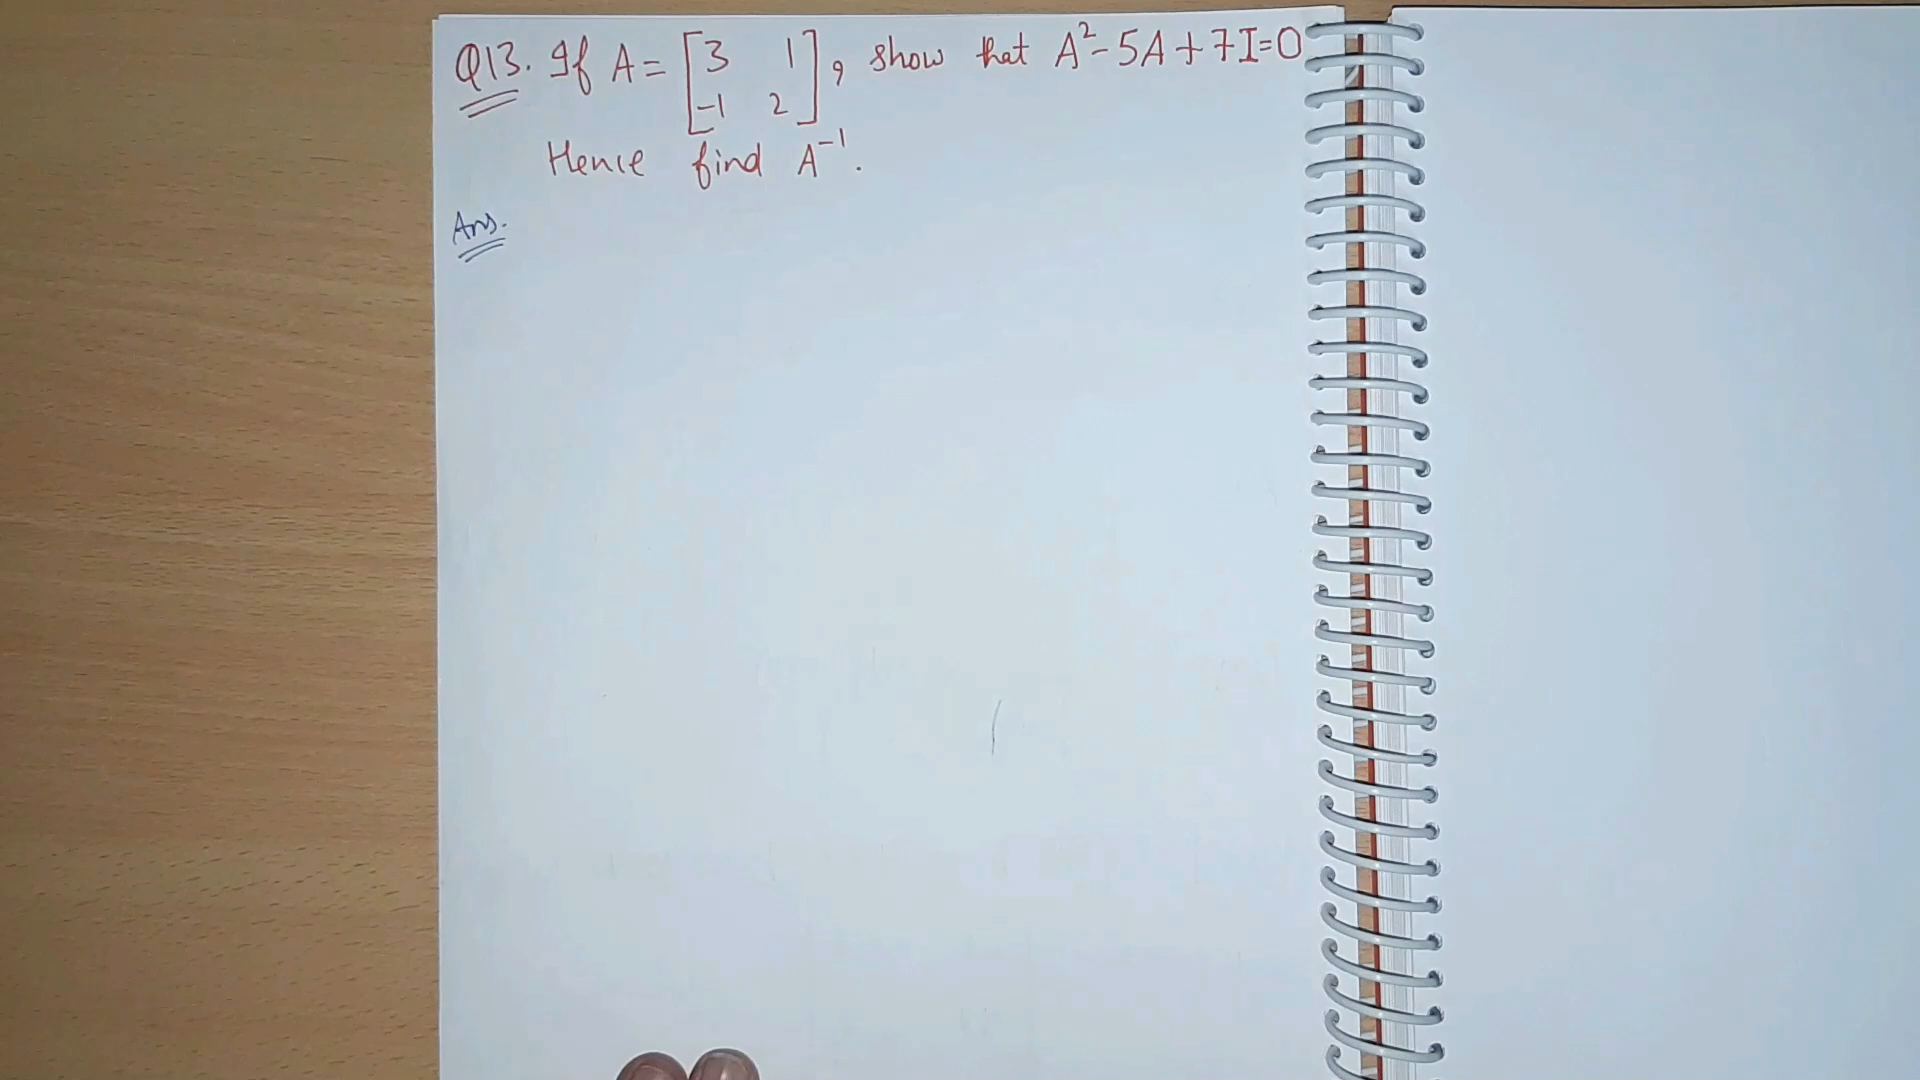 Q13. If A = [3 1], show that A²-5A+7I=0
[-1 2]
Hence find A⁻¹.
Ans.